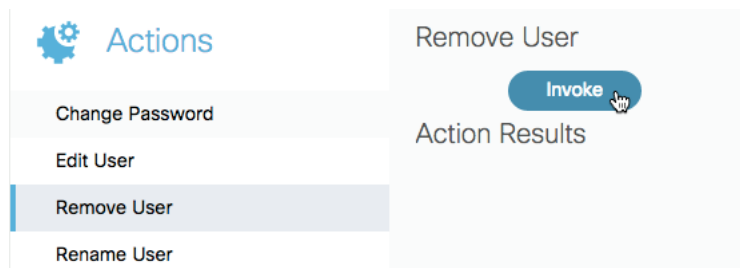 Actions
Change Password
Edit User
Remove User
Rename User
Remove User
Invoke
Action Results